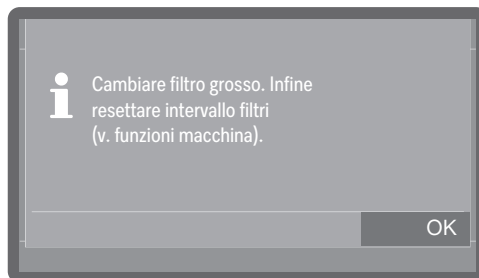 Cambiare filtro grosso. Infine
resettare intervallo filtri
(v. funzioni macchina).
OK